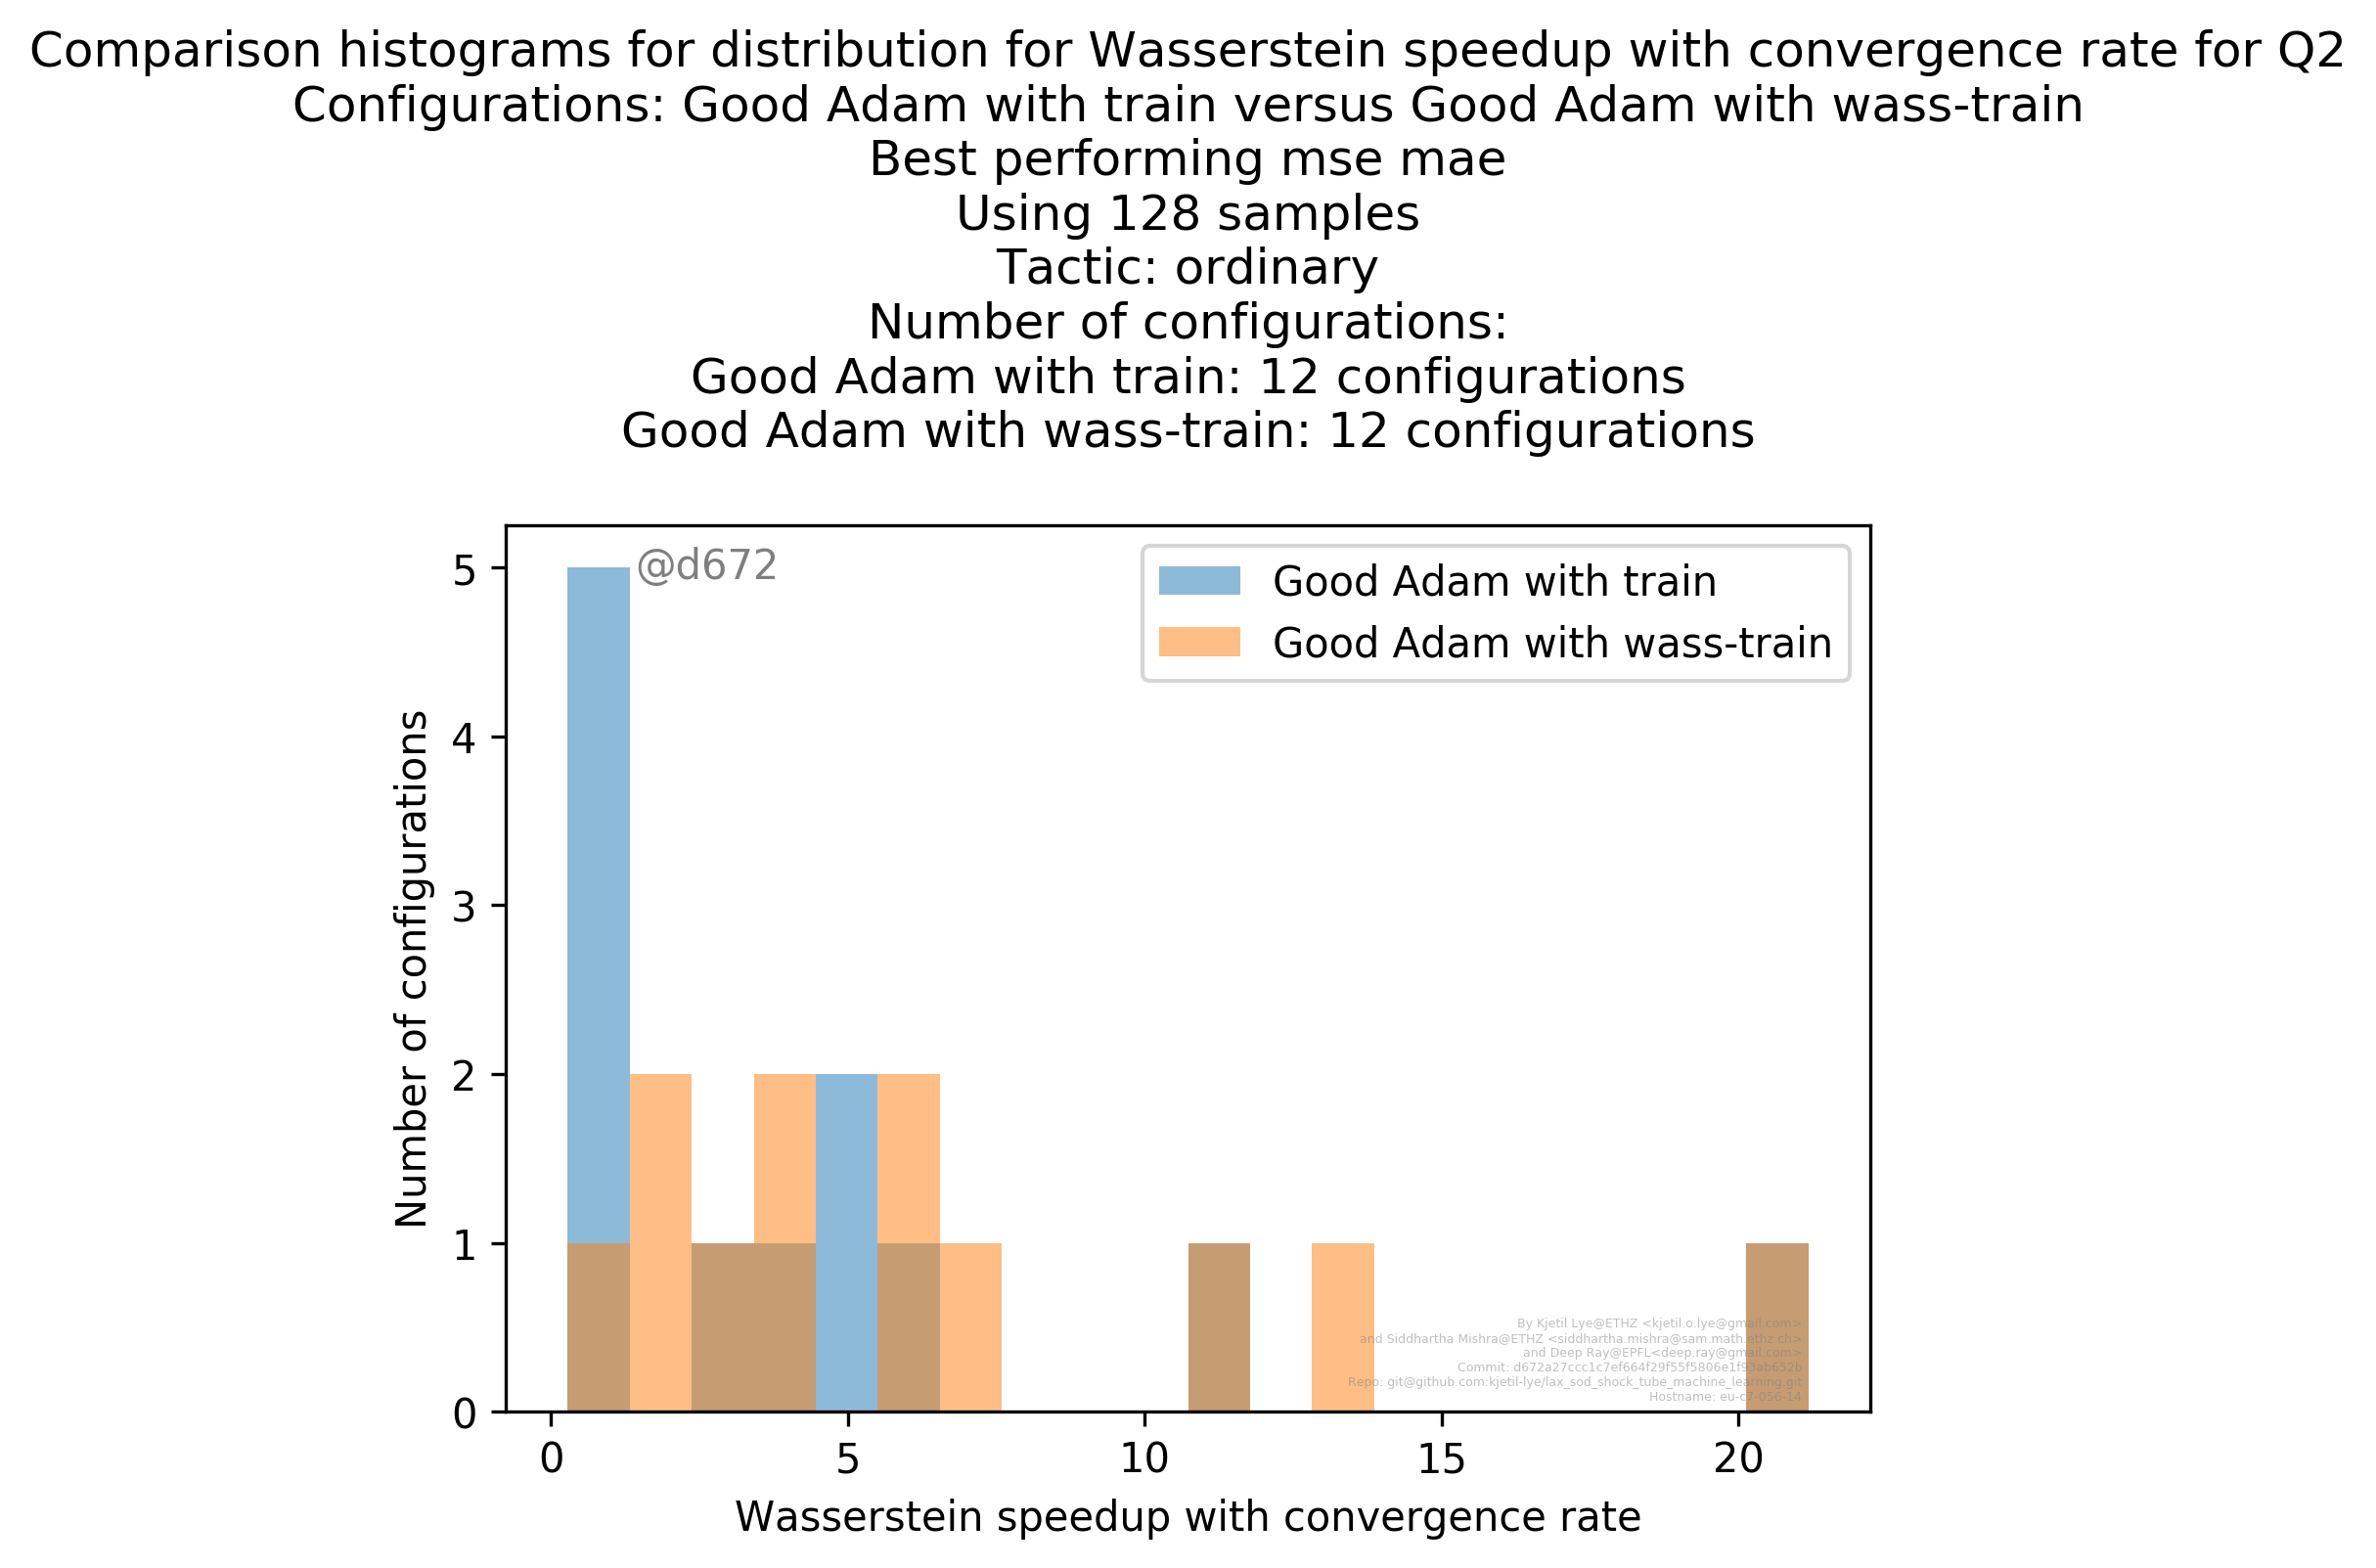 Comparison histograms for distribution for Wasserstein speedup with convergence rate for Q2
Configurations: Good Adam with train versus Good Adam with wass-train
Best performing mse mae
Using 128 samples
Tactic: ordinary
Number of configurations:
Good Adam with train: 12 configurations
Good Adam with wass-train: 12 configurations
@d672
Good Adam with train
Good Adam with wass-train
Number of configurations
5
4
3
2
1
0
By Kjetil Lye@ETHZ <kjetil.o.lye@gmail.com>
and Siddhartha Mishra@ETHZ <siddhartha.mishra@sam.math.ethz.ch>
and Deep Ray@EPFL<deep.ray@gmail.com>
Commit: d672a27ccc1c7ef664f29f55f5806e1f93ab652b
Repo: git@github.com:kjetil-lye/lax_sod_shock_tube_machine_learning.git
Hostname: eu-c7-056-14
0 5 10 15 20
Wasserstein speedup with convergence rate